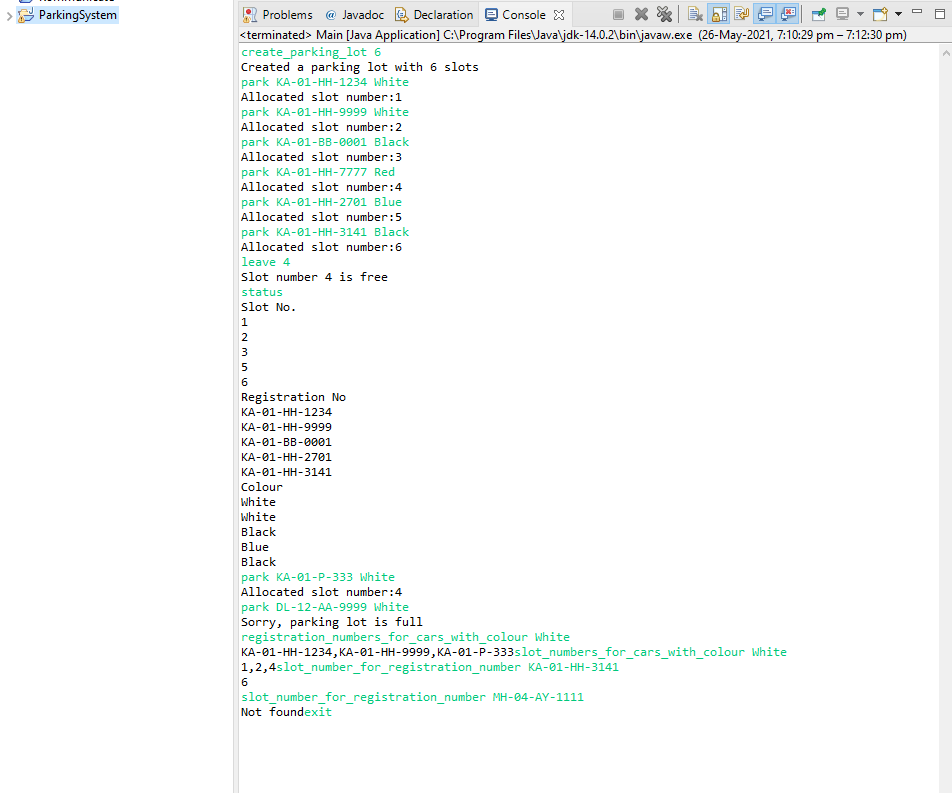 ParkingSystem
Problems @ Javadoc Declaration Console
<terminated> Main [Java Application] C:\Program Files\Java\jdk-14.0.2\bin\javaw.exe (26-May-2021, 7:10:29 pm – 7:12:30 pm)
create_parking_lot 6
Created a parking lot with 6 slots
park KA-01-HH-1234 White
Allocated slot number:1
park KA-01-HH-9999 White
Allocated slot number:2
park KA-01-BB-0001 Black
Allocated slot number:3
park KA-01-HH-7777 Red
Allocated slot number:4
park KA-01-HH-2701 Blue
Allocated slot number:5
park KA-01-HH-3141 Black
Allocated slot number:6
leave 4
Slot number 4 is free
status
Slot No.
1
2
3
5
6
Registration No
KA-01-HH-1234
KA-01-HH-9999
KA-01-BB-0001
KA-01-HH-2701
KA-01-HH-3141
Colour
White
White
Black
Blue
Black
park KA-01-P-333 White
Allocated slot number:4
park DL-12-AA-9999 White
Sorry, parking lot is full
registration_numbers_for_cars_with_colour White
KA-01-HH-1234,KA-01-HH-9999,KA-01-P-333slot_numbers_for_cars_with_colour White
1,2,4slot_number_for_registration_number KA-01-HH-3141
6
slot_number_for_registration_number MH-04-AY-1111
Not foundexit